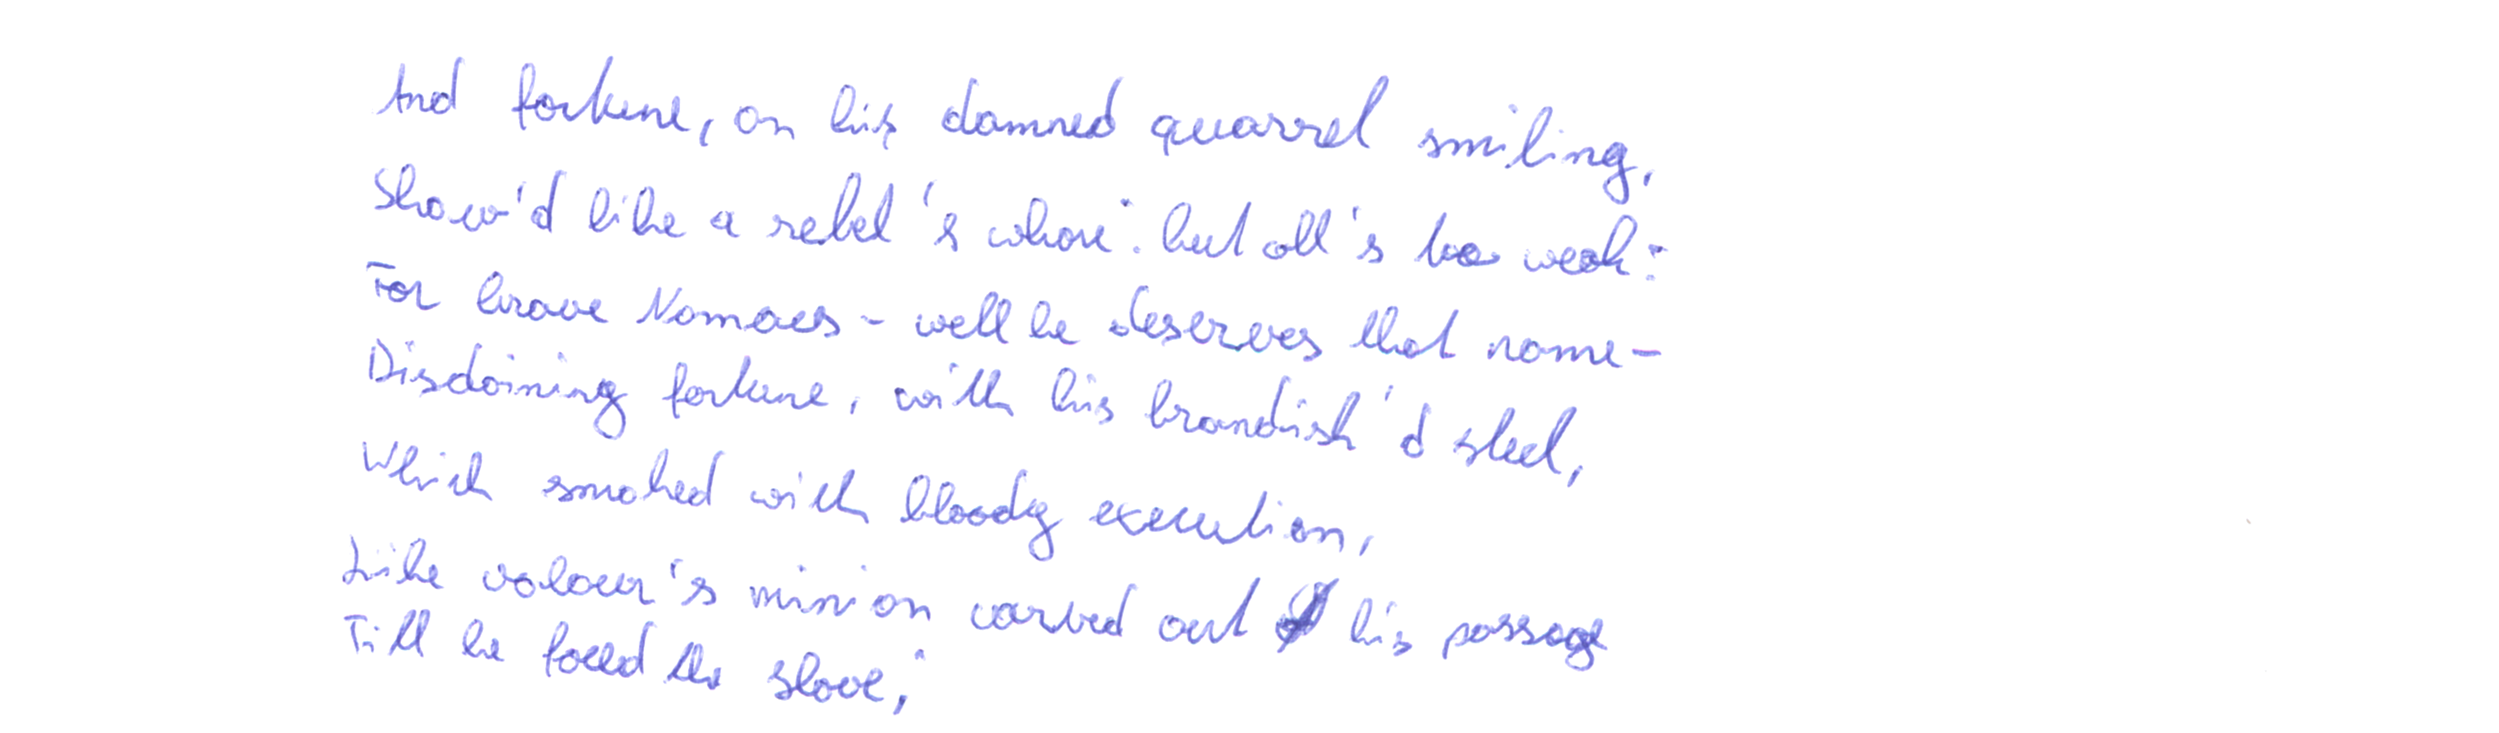 And fortune, on his damned quarrel smiling,
Show'd like a rebel's whore: but all's too weak:
For brave Nomaes - well he deserves that name -
Disdaining fortune, with his brandish'd steel,
Which smoked with bloody execution,
Like valour's minion carved out his passage
Till he faced the slave;